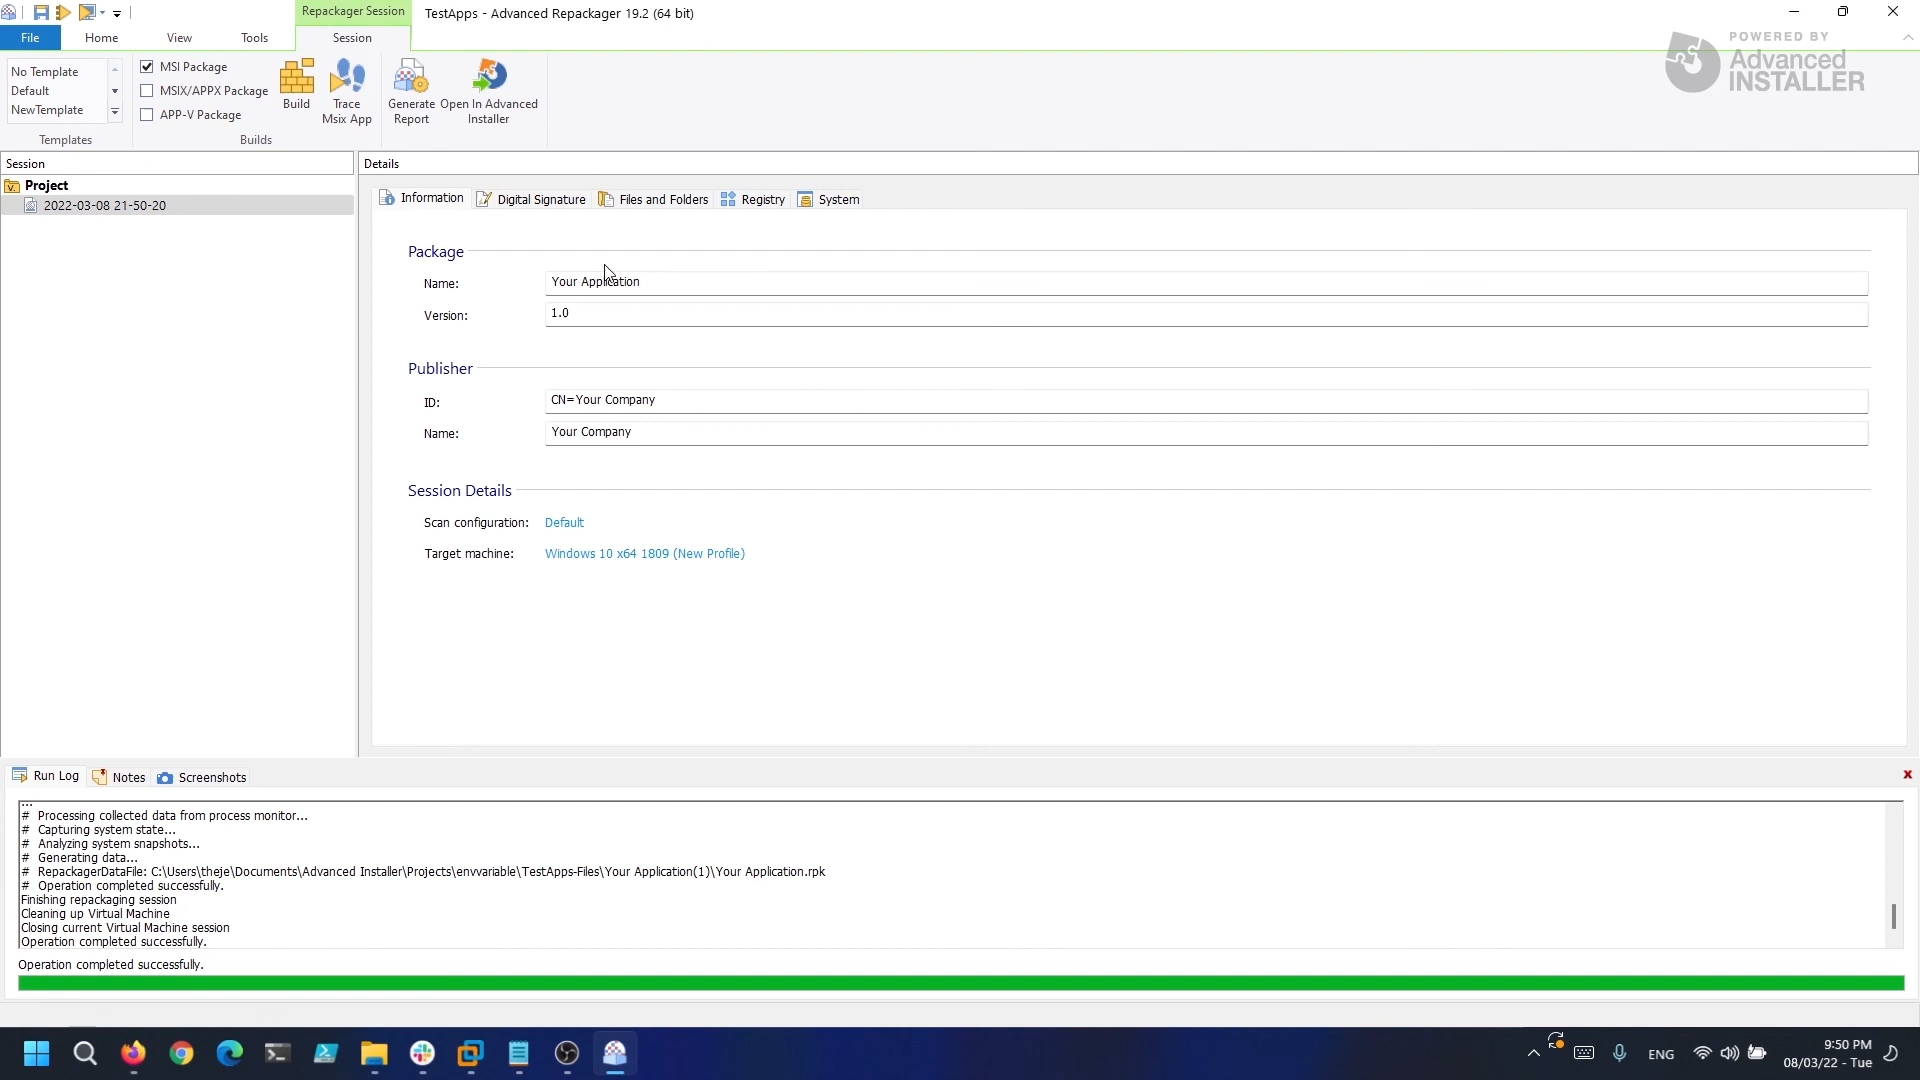 Repackager Session
TestApps - Advanced Repackager 19.2 (64 bit)
File
Home
View
Tools
Session
No Template
Default
NewTemplate
Templates
MSI Package
MSIX/APPX Package
APP-V Package
Build
Trace
Msix App
Builds
Generate
Report
Open In Advanced
Installer
POWERED BY
Advanced
INSTALLER
Session
Project
2022-03-08 21-50-20
Details
Information
Digital Signature
Files and Folders
Registry
System
Package
Name:
Your Application
Version:
1.0
Publisher
ID:
CN=Your Company
Name:
Your Company
Session Details
Scan configuration:
Default
Target machine:
Windows 10 x64 1809 (New Profile)
Run Log
Notes
Screenshots
...
# Processing collected data from process monitor...
# Capturing system state...
# Analyzing system snapshots...
# Generating data...
# RepackagerDataFile: C:\Users\theje\Documents\Advanced Installer\Projects\envvariable\TestApps-Files\Your Application(1)\Your Application.rpk
# Operation completed successfully.
Finishing repackaging session
Cleaning up Virtual Machine
Closing current Virtual Machine session
Operation completed successfully.
Operation completed successfully.
ENG
9:50 PM
08/03/22 - Tue